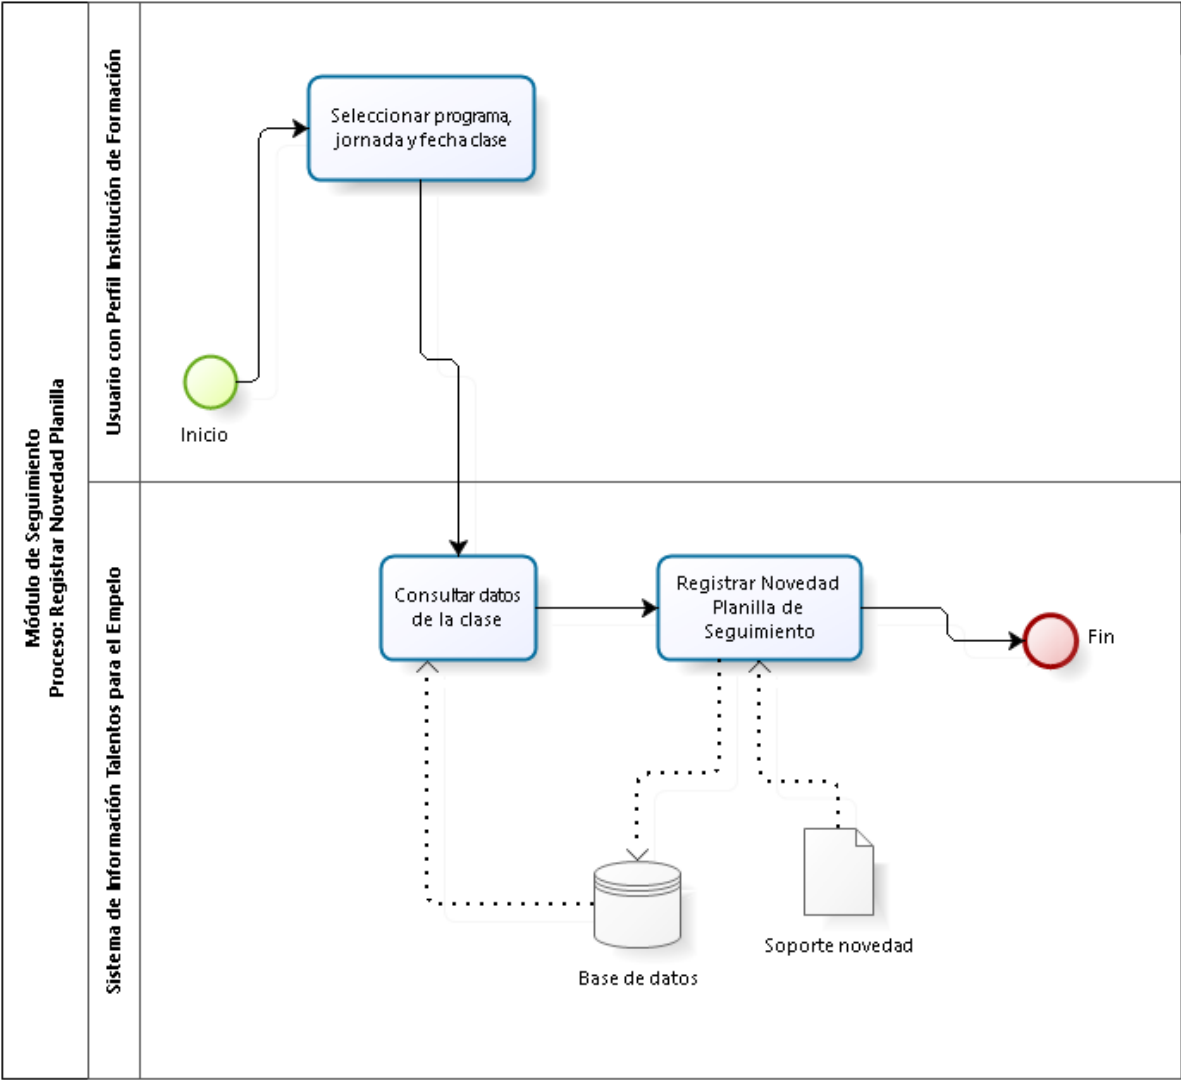 Módulo de Seguimiento
Proceso: Registrar Novedad Planilla
Usuario con Perfil Institución de Formación
Seleccionar programa,
jornada y fecha clase
Inicio
Sistema de Información Talentos para el Empelo
Consultar datos
de la clase
Registrar Novedad
Planilla de
Seguimiento
Fin
Soporte novedad
Base de datos